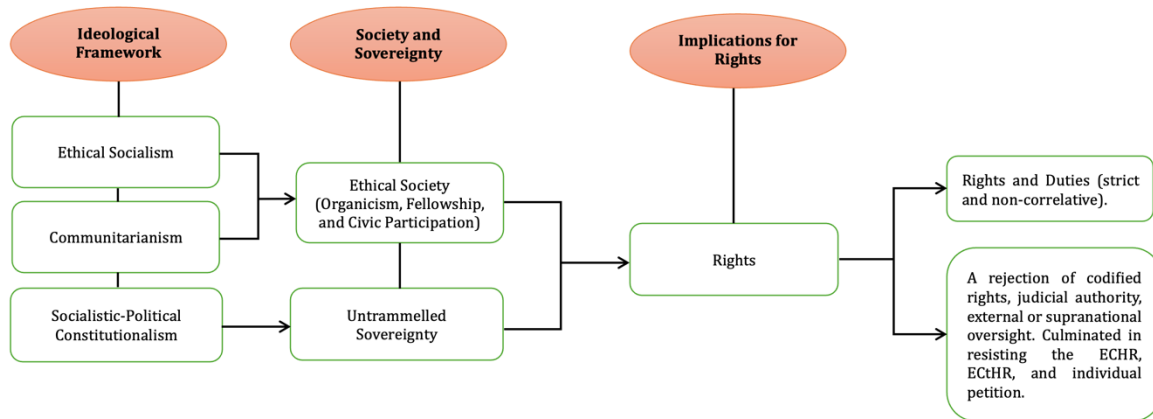 Ideological
Framework
Society and
Sovereignty
Implications for
Rights
Ethical Socialism
Communitarianism
Socialistic-Political
Constitutionalism
Ethical Society
(Organicism, Fellowship,
and Civic Participation)
Untrammelled
Sovereignty
Rights
Rights and Duties (strict
and non-correlative).
A rejection of codified
rights, judicial authority,
external or supranational
oversight. Culminated in
resisting the ECHR,
ECtHR, and individual
petition.